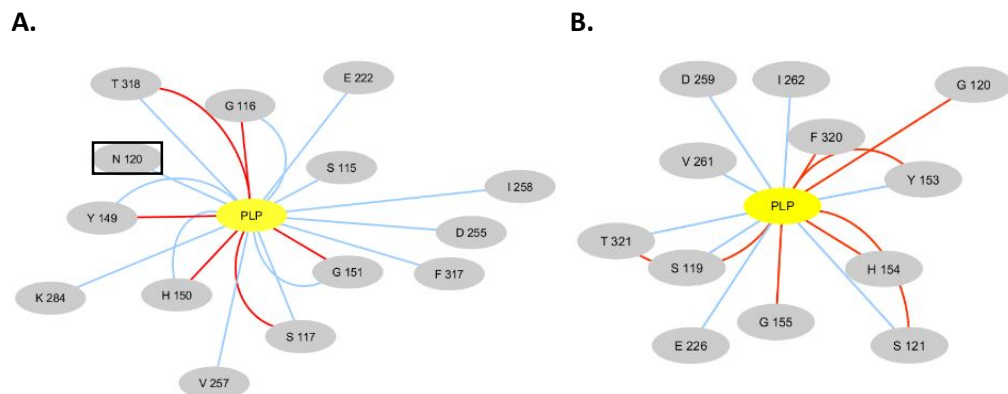 A.
T 318
E 222
G 116
N 120
S 115
I 258
Y 149
PLP
D 255
G 151
F 317
K 284
H 150
S 117
V 257
B.
D 259
I 262
G 120
F 320
V 261
Y 153
PLP
T 321
S 119
H 154
G 155
E 226
S 121